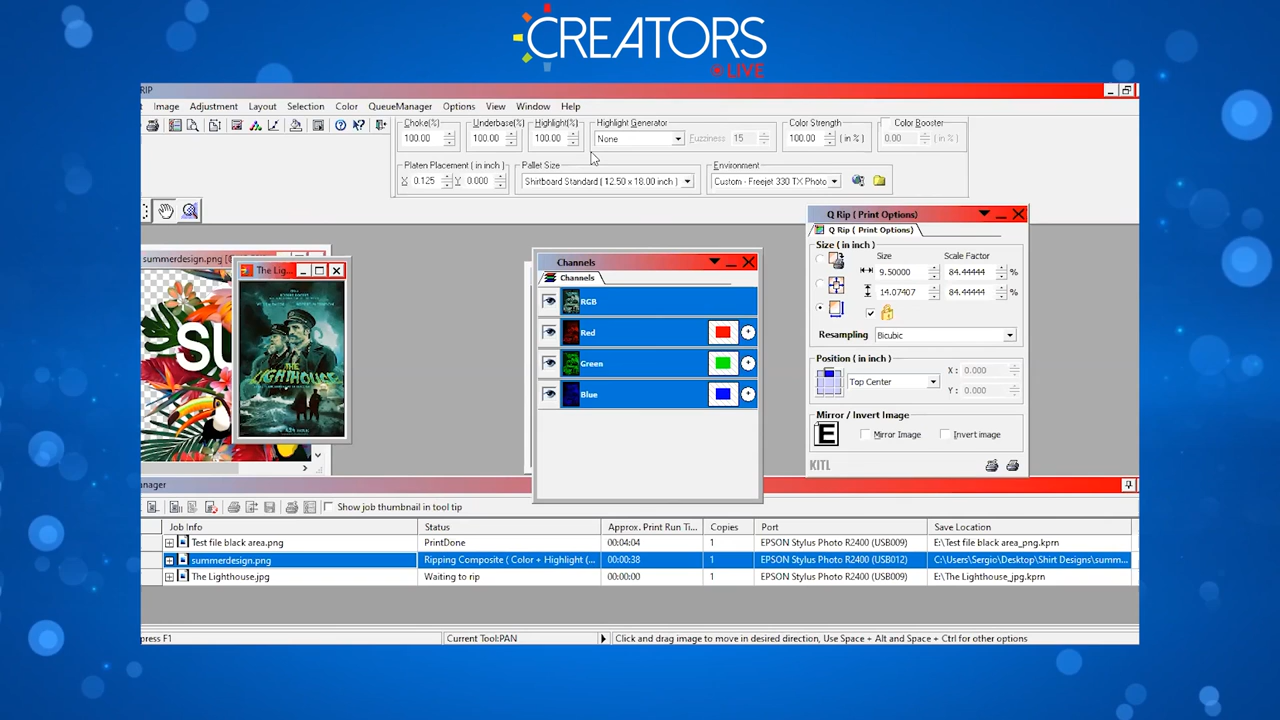 CREATORS
LIVE
RIP
Image Adjustment Layout Selection Color QueueManager Options View Window Help
Choke(%) Underbase(%) Highlight(%) Highlight Generator Color Strength Color Booster
100.00 100.00 100.00 None Fuzziness 15 100.00 ( in % ) 0.00 ( in % )
Platen Placement ( in inch ) Pallet Size Environment
X 0.125 Y 0.000 Shirtboard Standard ( 12.50 x 18.00 inch ) Custom - Freejet 330 TX Photo
summerdesign.png
SU
The Lig...
THE
LIGHTHOUSE
Channels
Channels
RGB
Red
Green
Blue
Q Rip ( Print Options )
Q Rip ( Print Options)
Size ( in inch )
Size Scale Factor
9.50000 84.44444 %
14.07407 84.44444 %
Resampling Bicubic
Position ( in inch )
Top Center
X : 0.000
Y : 0.000
Mirror / Invert Image
E Mirror Image Invert image
KITL
Manager
Show job thumbnail in tool tip
Job Info Status Approx. Print Run Ti... Copies Port Save Location
Test file black area.png PrintDone 00:04:04 1 EPSON Stylus Photo R2400 (USB009) E:\Test file black area_png.kprn
summerdesign.png Ripping Composite ( Color + Highlight (... 00:00:38 1 EPSON Stylus Photo R2400 (USB012) C:\Users\Sergio\Desktop\Shirt Designs\summ...
The Lighthouse.jpg Waiting to rip 00:00:00 1 EPSON Stylus Photo R2400 (USB009) E:\The Lighthouse_jpg.kprn
press F1 Current Tool:PAN Click and drag image to move in desired direction, Use Space + Alt and Space + Ctrl for other options